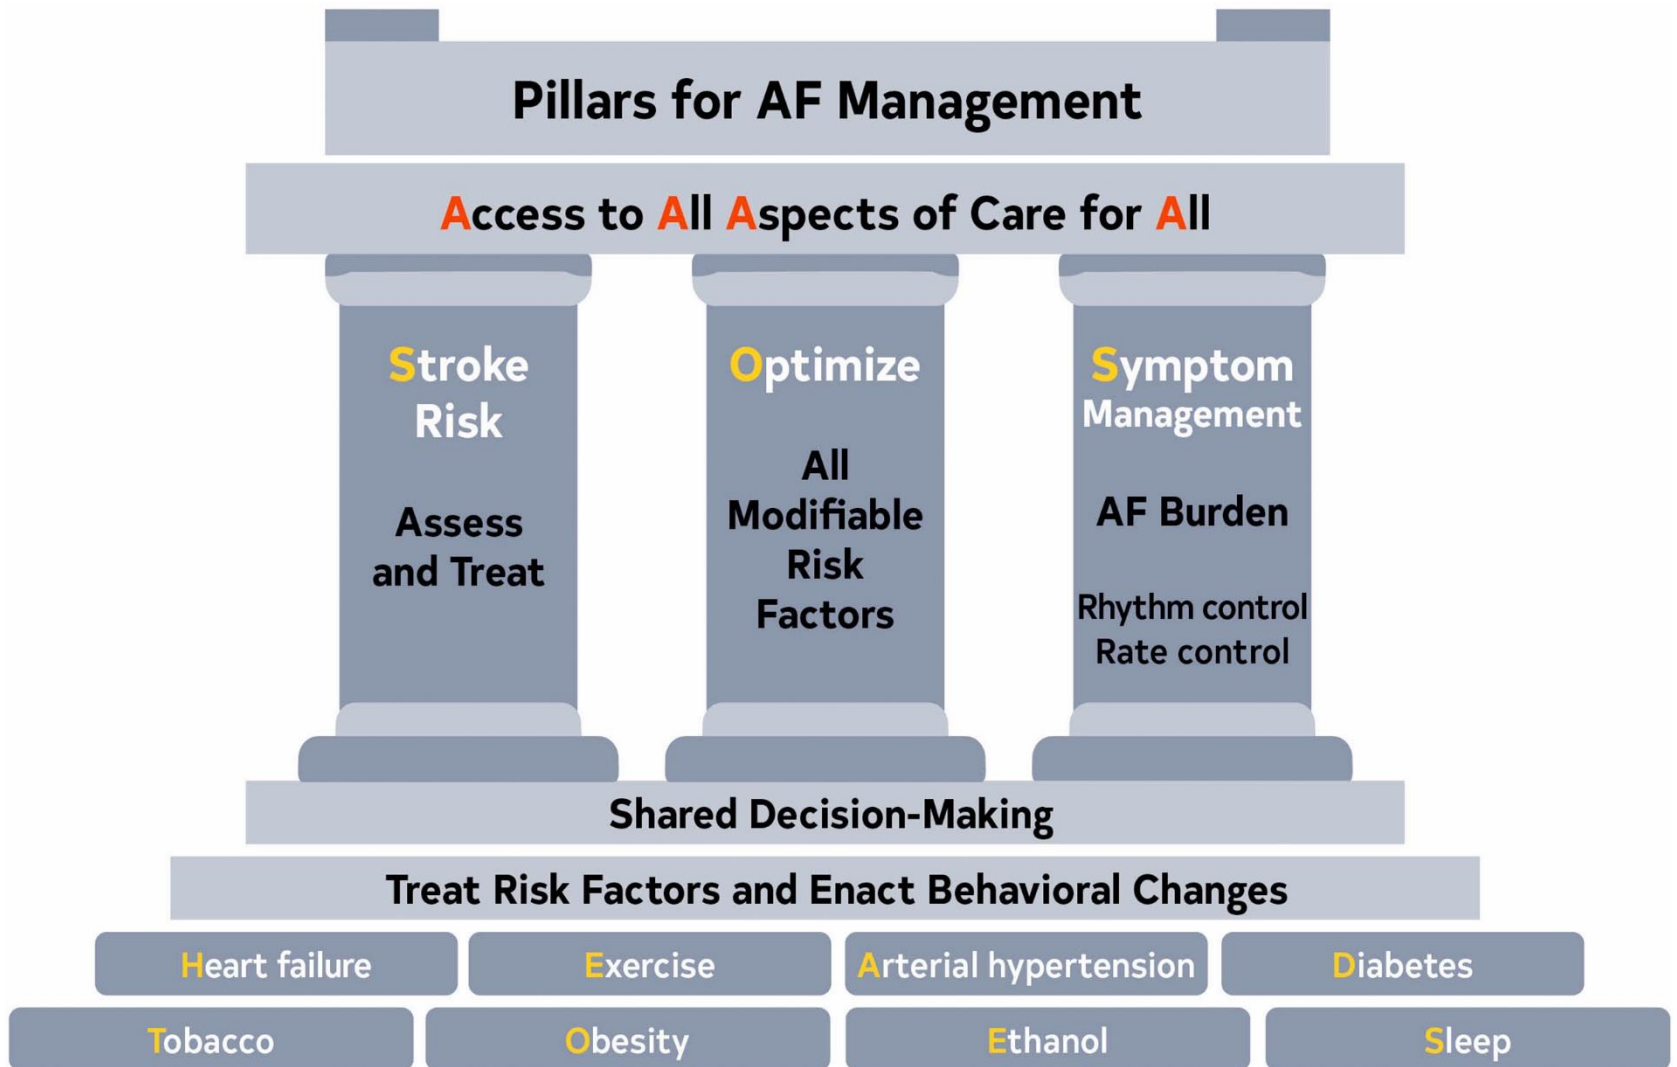 Pillars for AF Management
Access to All Aspects of Care for All
Stroke
Risk
Assess
and Treat
Optimize
All
Modifiable
Risk
Factors
Symptom
Management
AF Burden
Rhythm control
Rate control
Shared Decision-Making
Treat Risk Factors and Enact Behavioral Changes
Heart failure
Exercise
Arterial hypertension
Diabetes
Tobacco
Obesity
Ethanol
Sleep